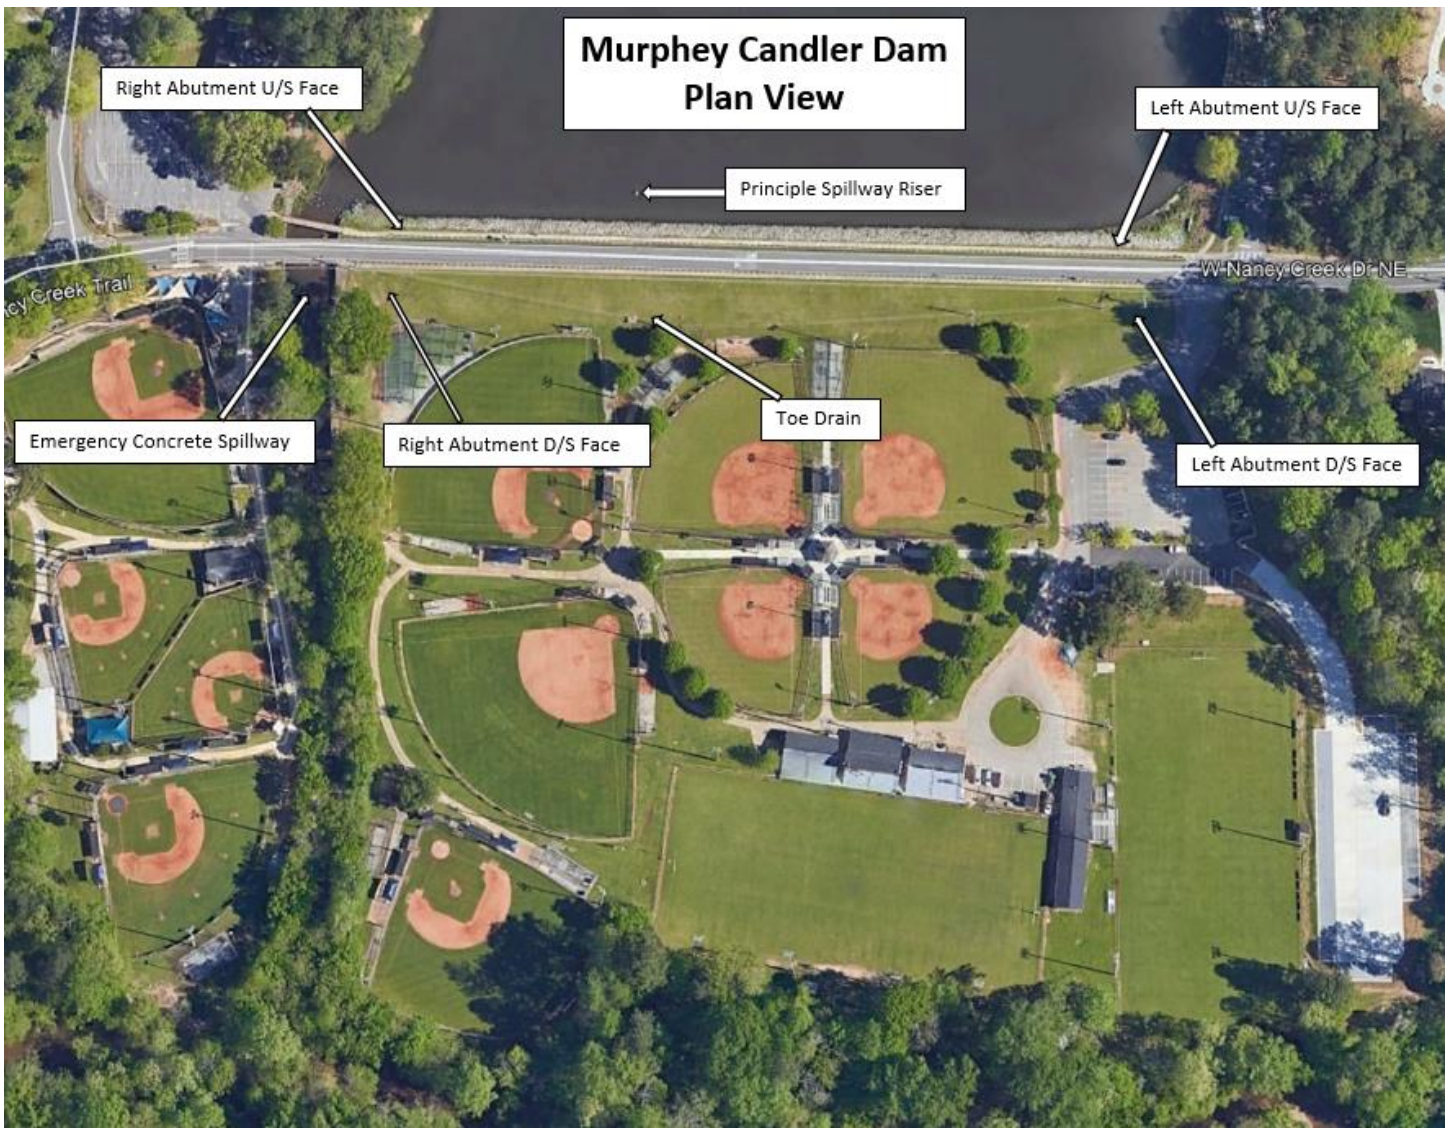 Murphey Candler Dam
Plan View
Right Abutment U/S Face
Left Abutment U/S Face
Principle Spillway Riser
W Nancy Creek Dr NE
cy Creek Trail
Toe Drain
Emergency Concrete Spillway
Right Abutment D/S Face
Left Abutment D/S Face